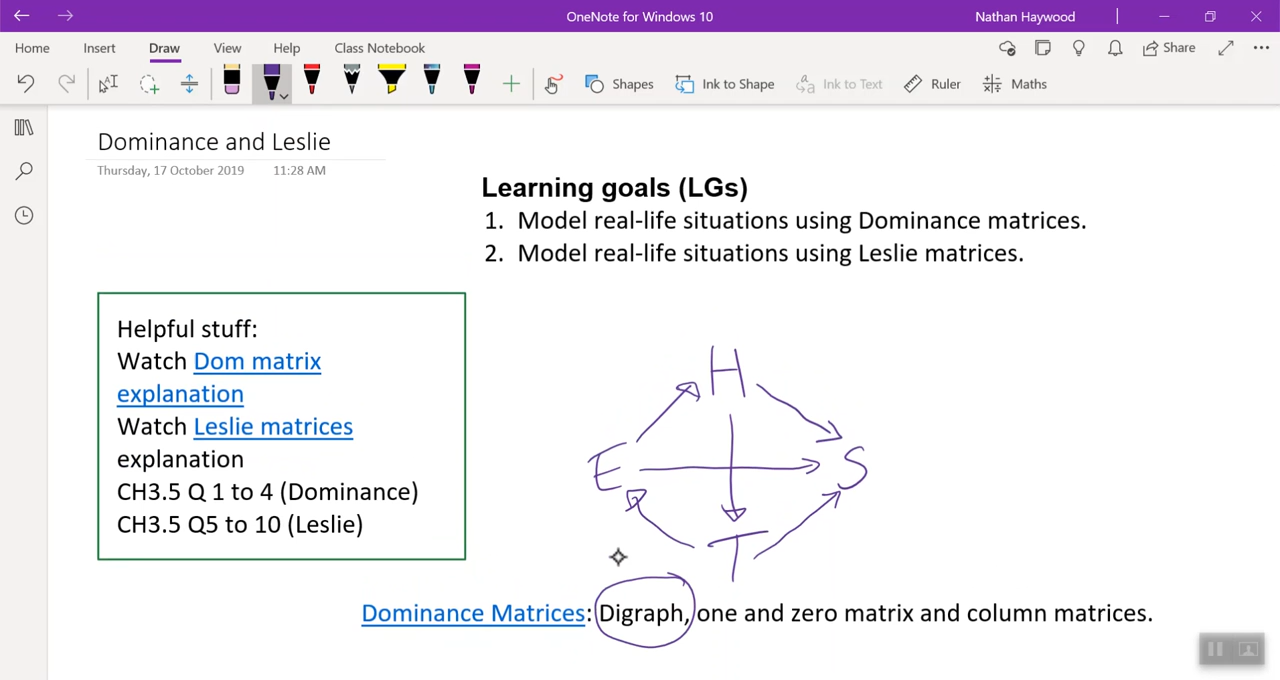 OneNote for Windows 10
Nathan Haywood
Home Insert Draw View Help Class Notebook
Share
Shapes Ink to Shape Ink to Text Ruler Maths
Dominance and Leslie
Thursday, 17 October 2019 11:28 AM
Learning goals (LGs)
1. Model real-life situations using Dominance matrices.
2. Model real-life situations using Leslie matrices.
Helpful stuff:
Watch Dom matrix
explanation
Watch Leslie matrices
explanation
CH3.5 Q 1 to 4 (Dominance)
CH3.5 Q5 to 10 (Leslie)
H
E S
T
Dominance Matrices: Digraph, one and zero matrix and column matrices.